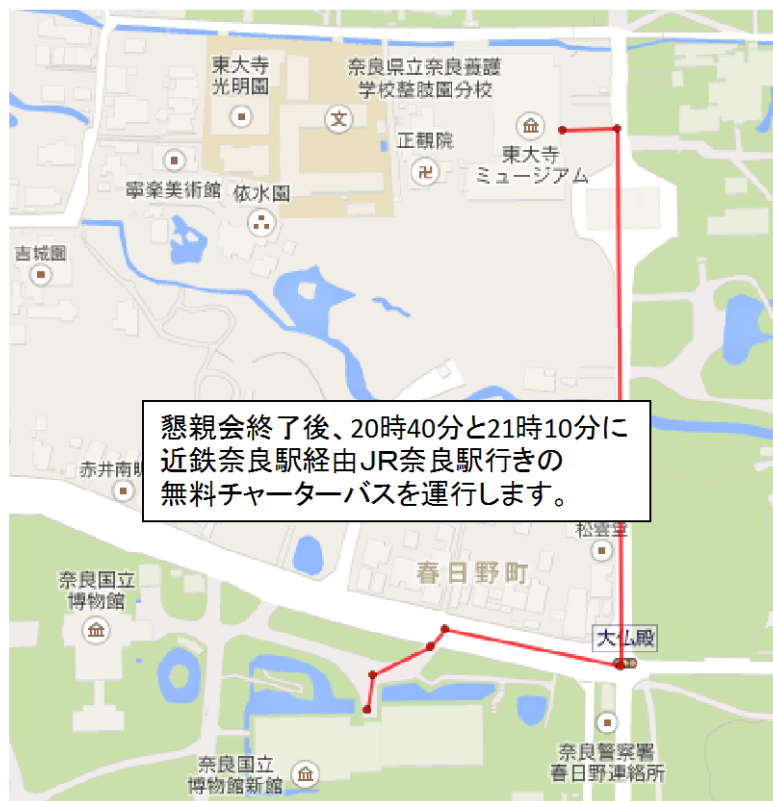 東大寺
光明園
奈良県立奈良養護
学校整肢園分校
文
正観院
卍
東大寺
ミュージアム
寧楽美術館
依水園
吉城園
懇親会終了後、20時40分と21時10分に
近鉄奈良駅経由JR奈良駅行きの
無料チャーターバスを運行します。
赤井南
松雲堂
春日野町
奈良国立
博物館
大仏殿
奈良国立
博物館新館
奈良警察署
春日野連絡所